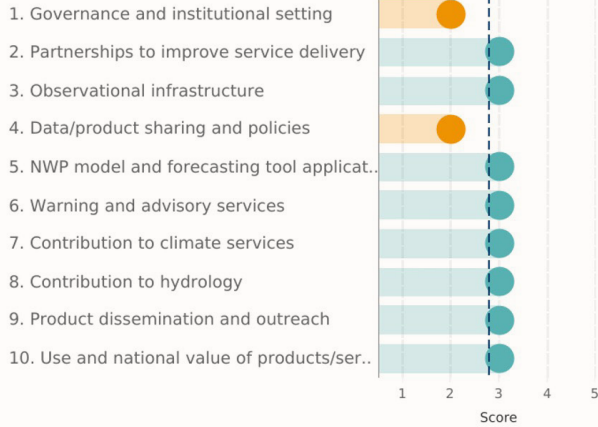 1. Governance and institutional setting
2. Partnerships to improve service delivery
3. Observational infrastructure
4. Data/product sharing and policies
5. NWP model and forecasting tool applicat..
6. Warning and advisory services
7. Contribution to climate services
8. Contribution to hydrology
9. Product dissemination and outreach
10. Use and national value of products/ser..
1 2 3 4 5
Score